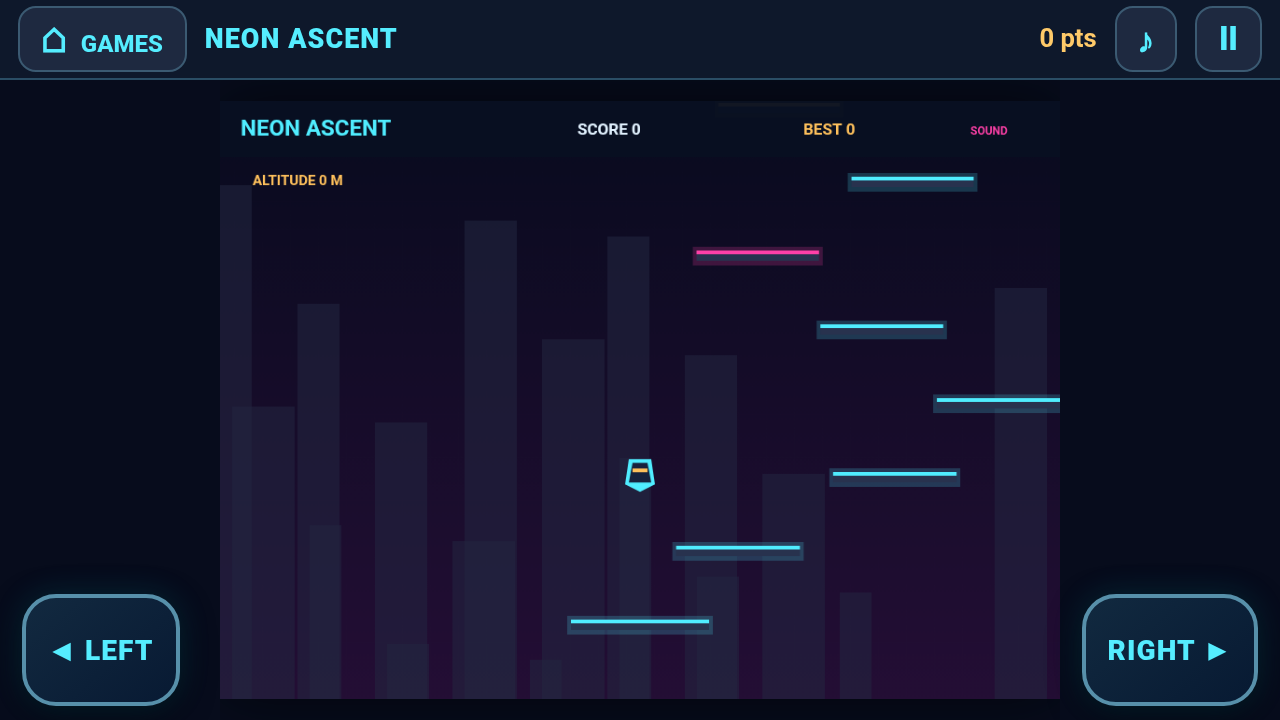 GAMES
NEON ASCENT
0 pts
NEON ASCENT
SCORE 0
BEST 0
SOUND
ALTITUDE 0 M
◄ LEFT
RIGHT ►